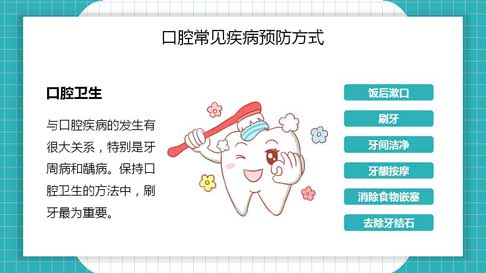 口腔常见疾病预防方式
口腔卫生
与口腔疾病的发生有
很大关系，特别是牙
周病和龋病。保持口
腔卫生的方法中，刷
牙最为重要。
饭后漱口
刷牙
牙间洁净
牙龈按摩
消除食物嵌塞
去除牙结石